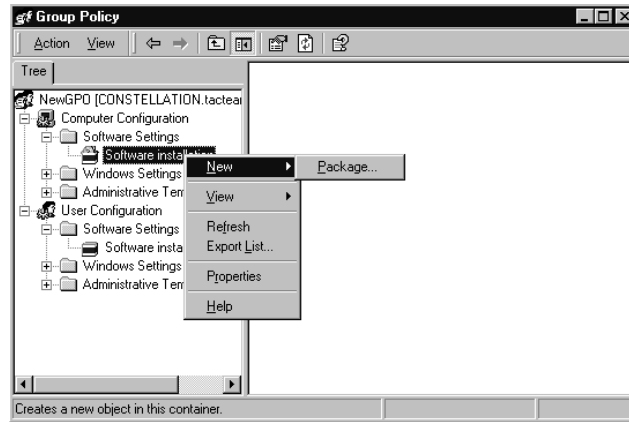 Group Policy
Action View
Tree
NewGPO [CONSTELLATION.tactear
Computer Configuration
Software Settings
Software installation
Windows Settings
Administrative Tem
User Configuration
Software Settings
Software insta
Windows Settings
Administrative Tem
New
View
Refresh
Export List...
Properties
Help
Package...
Creates a new object in this container.